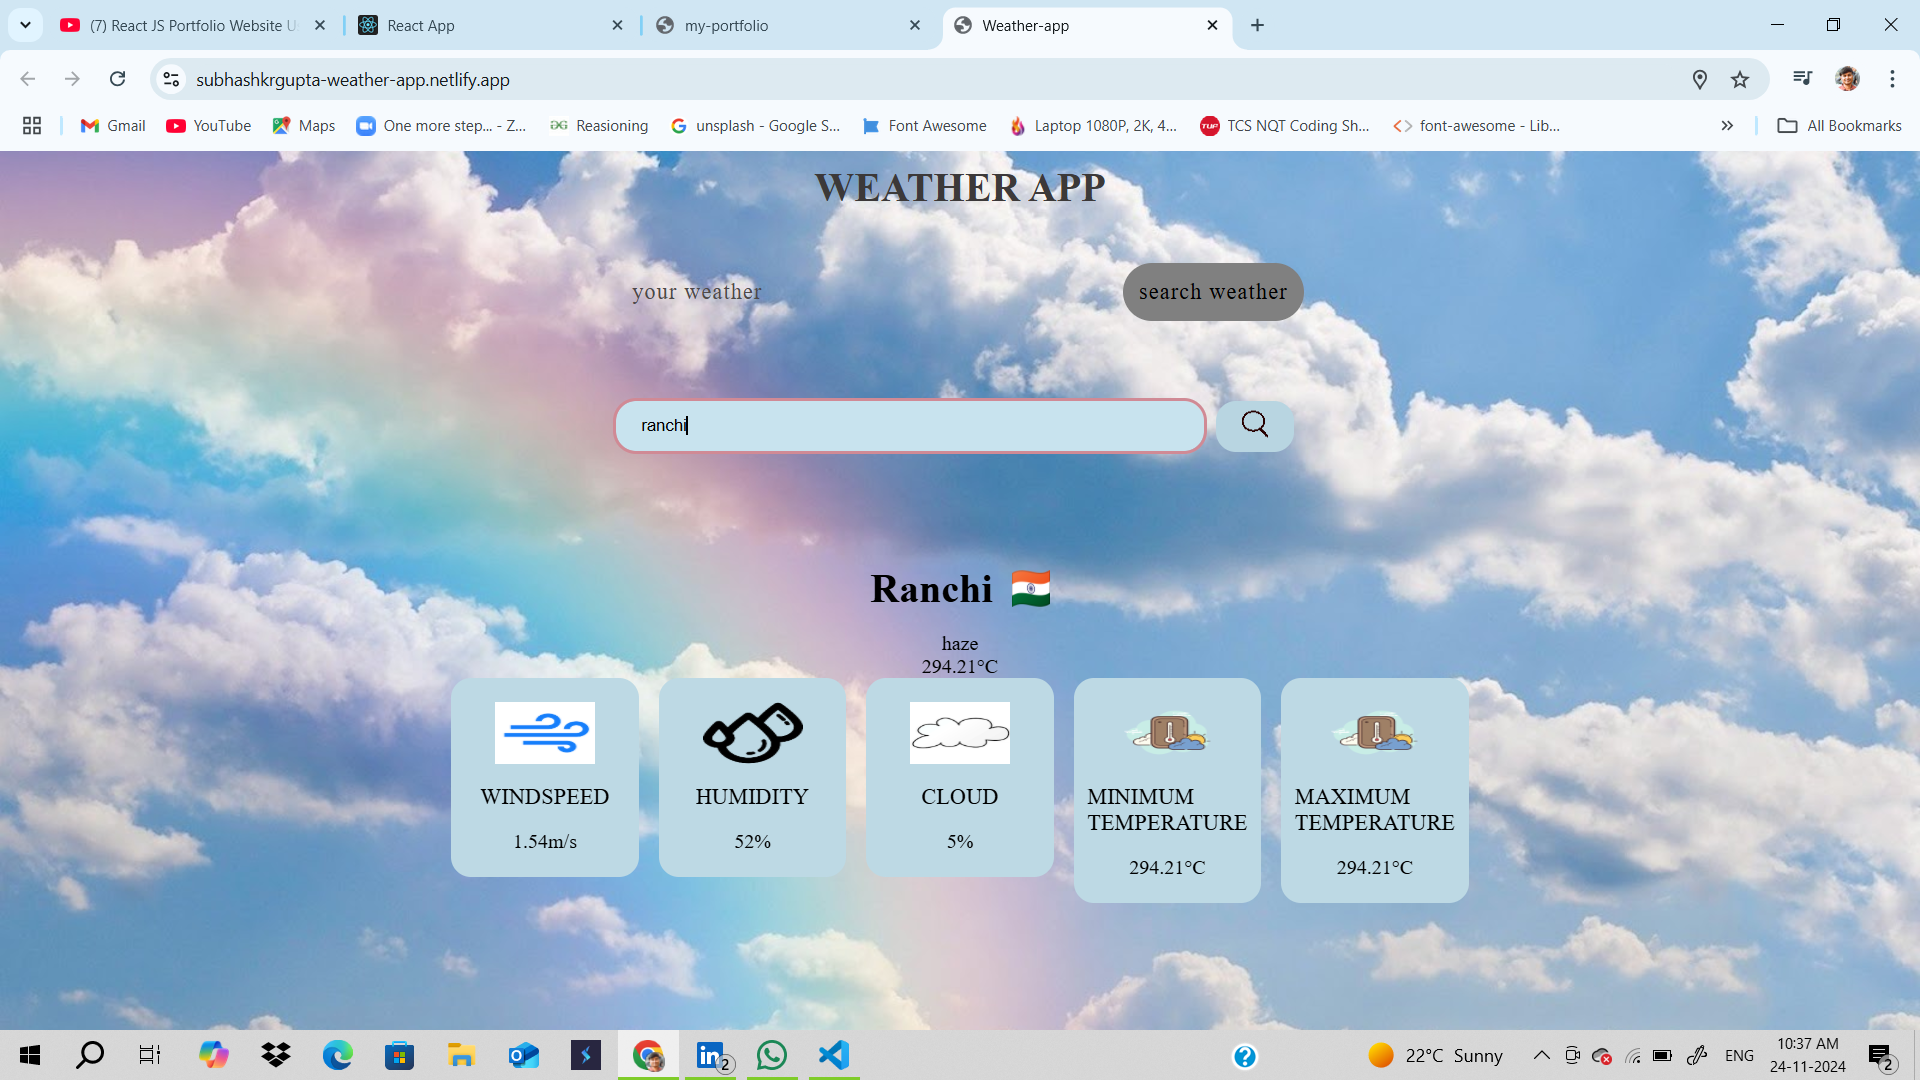 (7) React JS Portfolio Website U
React App
my-portfolio
Weather-app
subhashkrgupta-weather-app.netlify.app
Gmail
YouTube
Maps
One more step... - Z...
Reasoning
unsplash - Google S...
Font Awesome
Laptop 1080P, 2K, 4...
TCS NQT Coding Sh...
font-awesome - Lib...
All Bookmarks
WEATHER APP
your weather
search weather
ranchi
Ranchi
haze
294.21°C
WINDSPEED
1.54m/s
HUMIDITY
52%
CLOUD
5%
MINIMUM
TEMPERATURE
294.21°C
MAXIMUM
TEMPERATURE
294.21°C
22°C Sunny
ENG
10:37 AM
24-11-2024
2
2